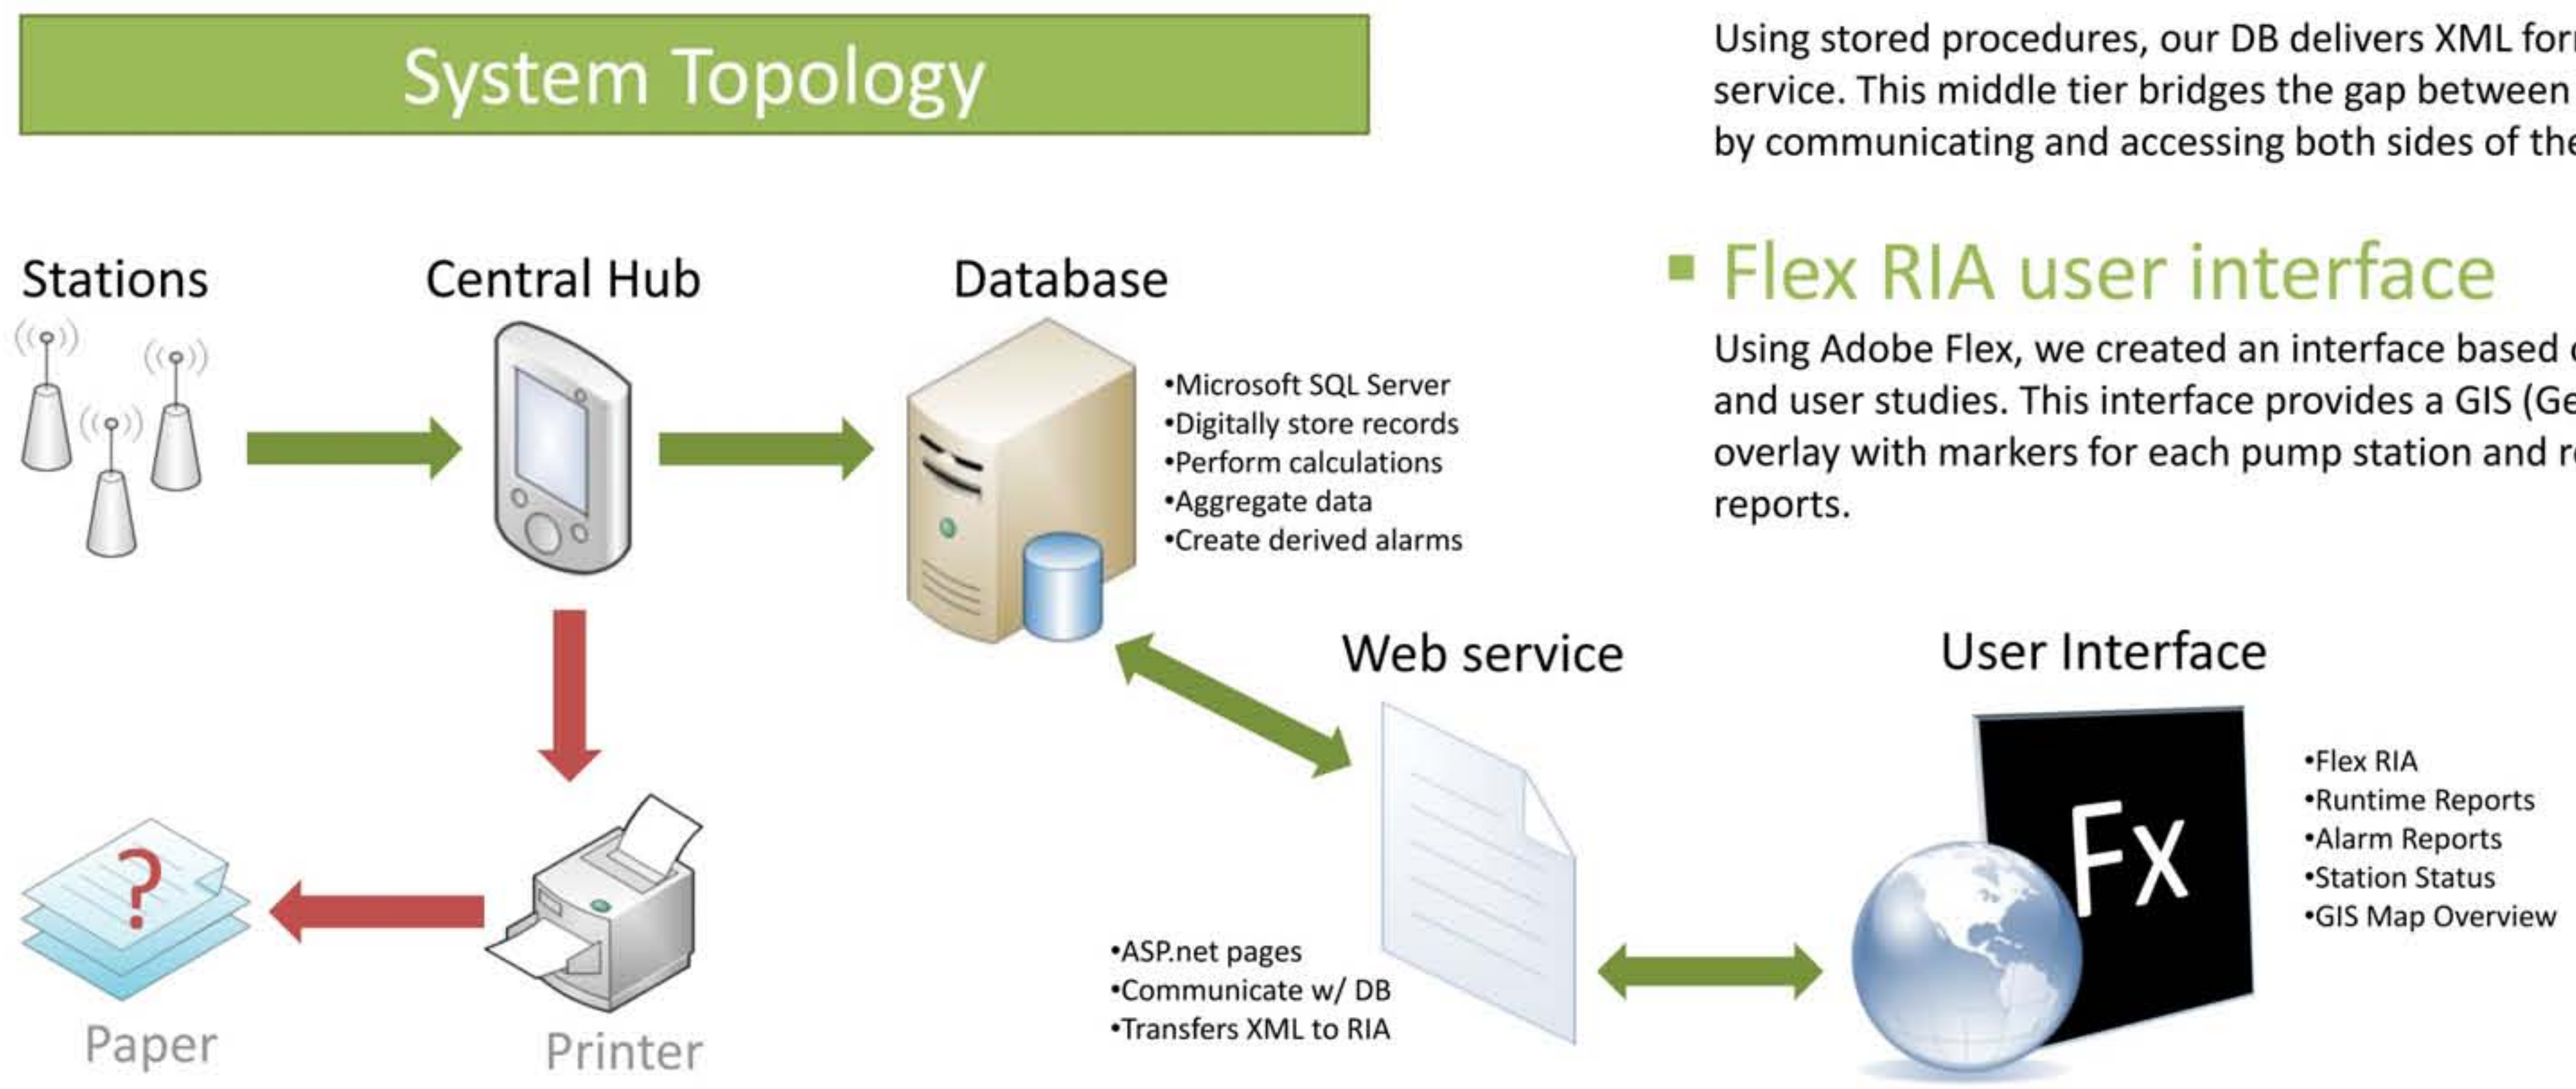 System Topology
Using stored procedures, our DB delivers XML for
service. This middle tier bridges the gap between
by communicating and accessing both sides of the
▪ Flex RIA user interface
Using Adobe Flex, we created an interface based
and user studies. This interface provides a GIS (Ge
overlay with markers for each pump station and r
reports.
Stations
Central Hub
Database
•Microsoft SQL Server
•Digitally store records
•Perform calculations
•Aggregate data
•Create derived alarms
Web service
•ASP.net pages
•Communicate w/ DB
•Transfers XML to RIA
User Interface
Fx
•Flex RIA
•Runtime Reports
•Alarm Reports
•Station Status
•GIS Map Overview
?
Paper
Printer